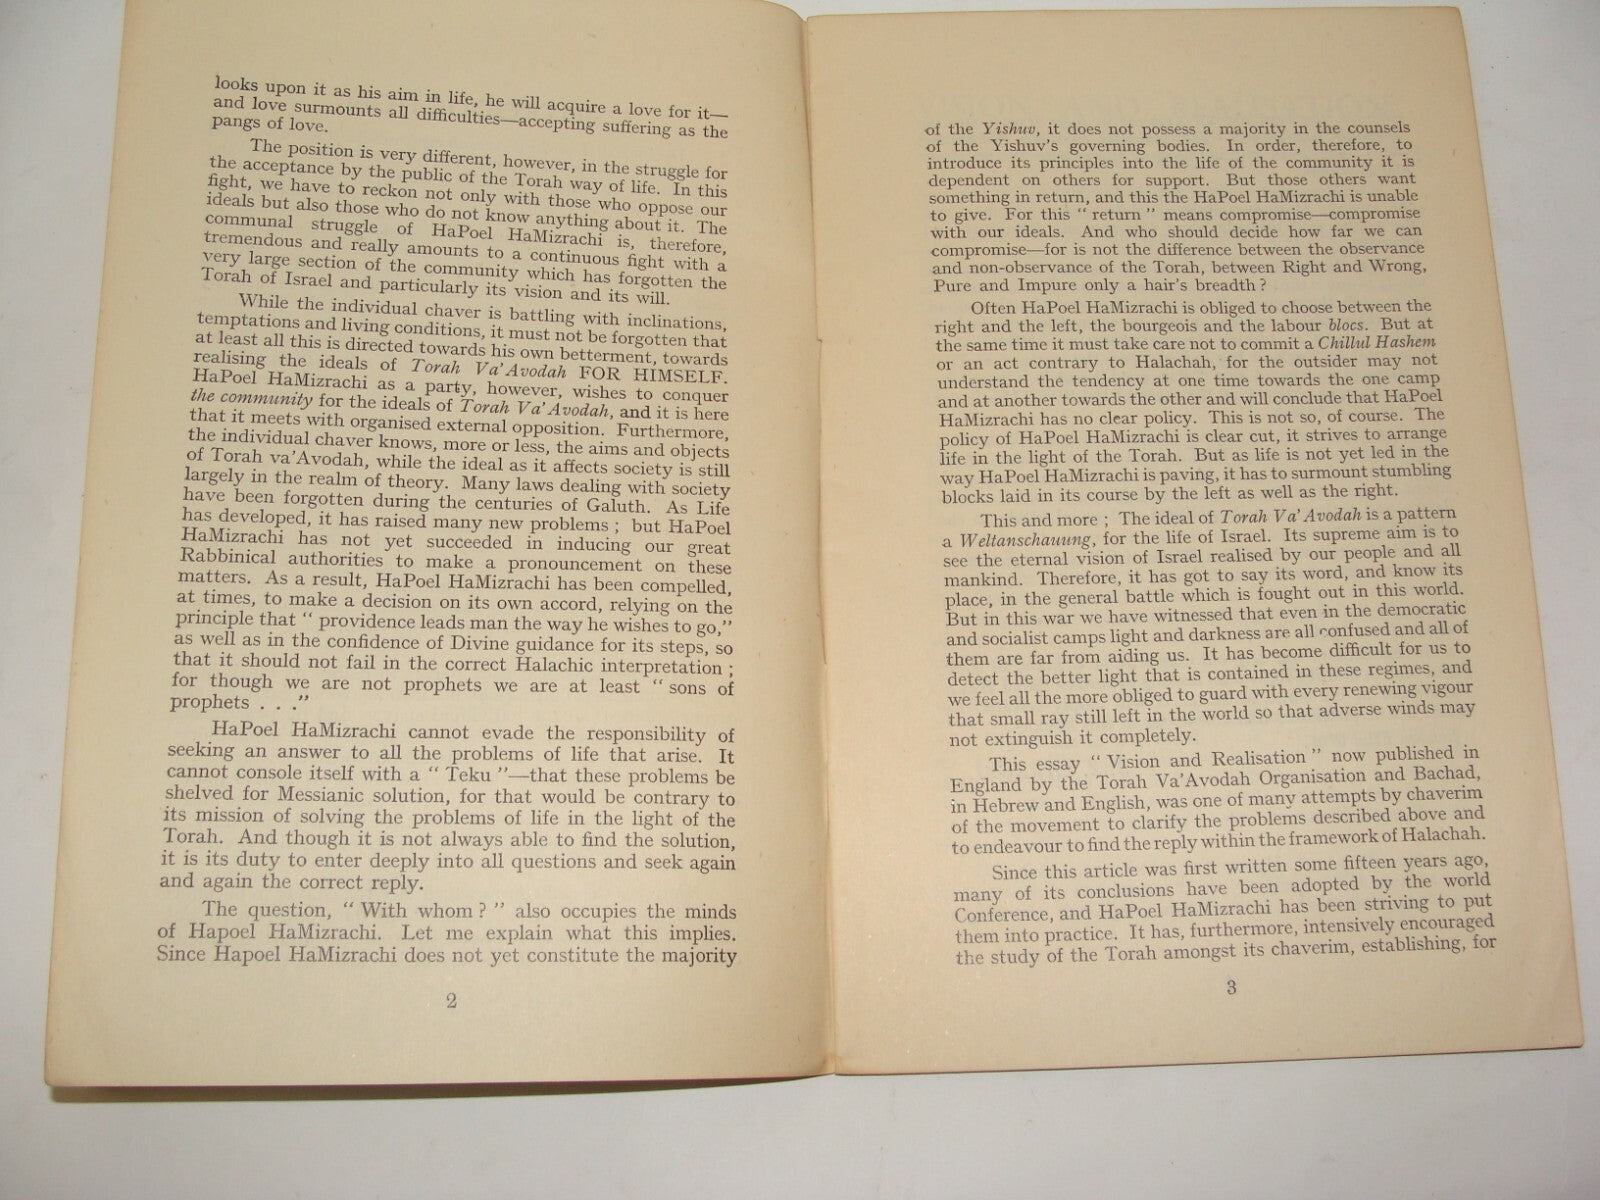 looks upon it as his aim in life, he will acquire a love for it—
and love surmounts all difficulties—accepting suffering as the
pangs of love.
The position is very different, however, in the struggle for
the acceptance by the public of the Torah way of life. In this
fight, we have to reckon not only with those who oppose our
ideals but also those who do not know anything about it. The
communal struggle of HaPoel HaMizrachi is, therefore,
tremendous and really amounts to a continuous fight with a
very large section of the community which has forgotten the
Torah of Israel and particularly its vision and its will.
While the individual chaver is battling with inclinations,
temptations and living conditions, it must not be forgotten that
at least all this is directed towards his own betterment, towards
realising the ideals of Torah Va'Avodah FOR HIMSELF.
HaPoel HaMizrachi as a party, however, wishes to conquer
the community for the ideals of Torah Va'Avodah, and it is here
that it meets with organised external opposition. Furthermore,
the individual chaver knows, more or less, the aims and objects
of Torah va'Avodah, while the ideal as it affects society is still
largely in the realm of theory. Many laws dealing with society
have been forgotten during the centuries of Galuth. As Life
has developed, it has raised many new problems ; but HaPoel
HaMizrachi has not yet succeeded in inducing our great
Rabbinical authorities to make a pronouncement on these
matters. As a result, HaPoel HaMizrachi has been compelled,
at times, to make a decision on its own accord, relying on the
principle that “ providence leads man the way he wishes to go,”
as well as in the confidence of Divine guidance for its steps, so
that it should not fail in the correct Halachic interpretation ;
for though we are not prophets we are at least “ sons of
prophets . . .”
HaPoel HaMizrachi cannot evade the responsibility of
seeking an answer to all the problems of life that arise. It
cannot console itself with a “ Teku ”—that these problems be
shelved for Messianic solution, for that would be contrary to
its mission of solving the problems of life in the light of the
Torah. And though it is not always able to find the solution,
it is its duty to enter deeply into all questions and seek again
and again the correct reply.
The question, “ With whom ? ” also occupies the minds
of Hapoel HaMizrachi. Let me explain what this implies.
Since Hapoel HaMizrachi does not yet constitute the majority
2
of the Yishuv, it does not possess a majority in the counsels
of the Yishuv's governing bodies. In order, therefore, to
introduce its principles into the life of the community it is
dependent on others for support. But those others want
something in return, and this the HaPoel HaMizrachi is unable
to give. For this “ return ” means compromise—compromise
with our ideals. And who should decide how far we can
compromise—for is not the difference between the observance
and non-observance of the Torah, between Right and Wrong,
Pure and Impure only a hair's breadth ?
Often HaPoel HaMizrachi is obliged to choose between the
right and the left, the bourgeois and the labour blocs. But at
the same time it must take care not to commit a Chillul Hashem
or an act contrary to Halachah, for the outsider may not
understand the tendency at one time towards the one camp
and at another towards the other and will conclude that HaPoel
HaMizrachi has no clear policy. This is not so, of course. The
policy of HaPoel HaMizrachi is clear cut, it strives to arrange
life in the light of the Torah. But as life is not yet led in the
way HaPoel HaMizrachi is paving, it has to surmount stumbling
blocks laid in its course by the left as well as the right.
This and more ; The ideal of Torah Va'Avodah is a pattern
a Weltanschauung, for the life of Israel. Its supreme aim is to
see the eternal vision of Israel realised by our people and all
mankind. Therefore, it has got to say its word, and know its
place, in the general battle which is fought out in this world.
But in this war we have witnessed that even in the democratic
and socialist camps light and darkness are all confused and all of
them are far from aiding us. It has become difficult for us to
detect the better light that is contained in these regimes, and
we feel all the more obliged to guard with every renewing vigour
that small ray still left in the world so that adverse winds may
not extinguish it completely.
This essay “ Vision and Realisation ” now published in
England by the Torah Va'Avodah Organisation and Bachad,
in Hebrew and English, was one of many attempts by chaverim
of the movement to clarify the problems described above and
to endeavour to find the reply within the framework of Halachah.
Since this article was first written some fifteen years ago,
many of its conclusions have been adopted by the world
Conference, and HaPoel HaMizrachi has been striving to put
them into practice. It has, furthermore, intensively encouraged
the study of the Torah amongst its chaverim, establishing, for
3